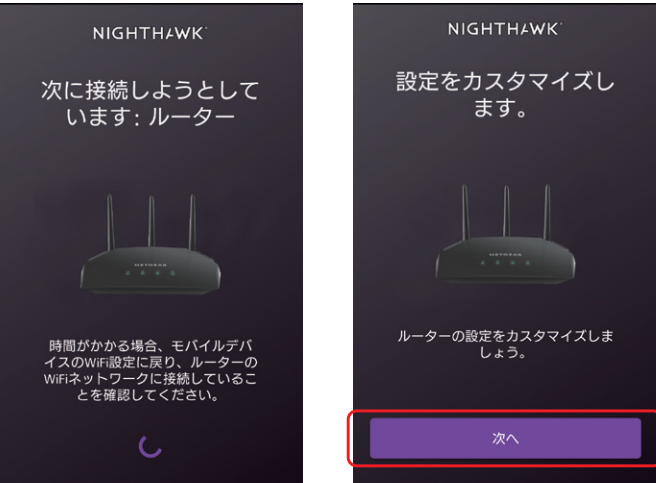 NIGHTHAWK
次に接続しようとして
います: ルーター
NETGEAR
時間がかかる場合、モバイルデバ
イスのWiFi設定に戻り、ルーターの
WiFiネットワークに接続しているこ
とを確認してください。
NIGHTHAWK
設定をカスタマイズし
ます。
NETGEAR
ルーターの設定をカスタマイズしま
しょう。
次へ